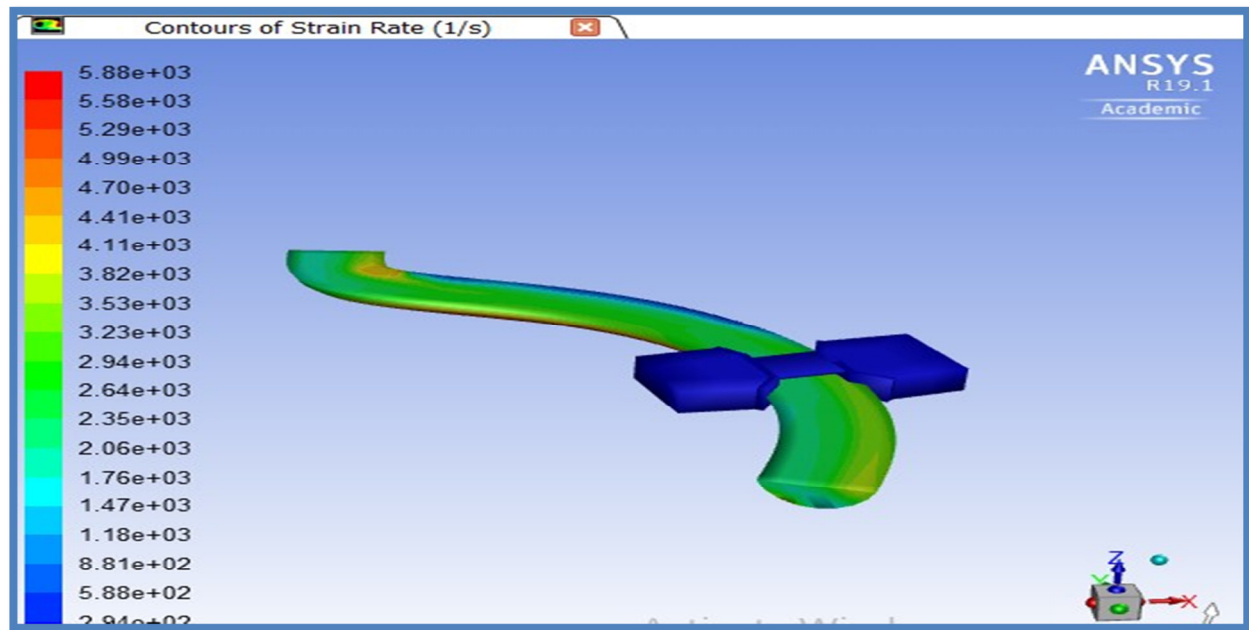 Contours of Strain Rate (1/s)
ANSYS
R19.1
Academic
5.88e+03
5.58e+03
5.29e+03
4.99e+03
4.70e+03
4.41e+03
4.11e+03
3.82e+03
3.53e+03
3.23e+03
2.94e+03
2.64e+03
2.35e+03
2.06e+03
1.76e+03
1.47e+03
1.18e+03
8.81e+02
5.88e+02
2.94e+02
Z
Y
X